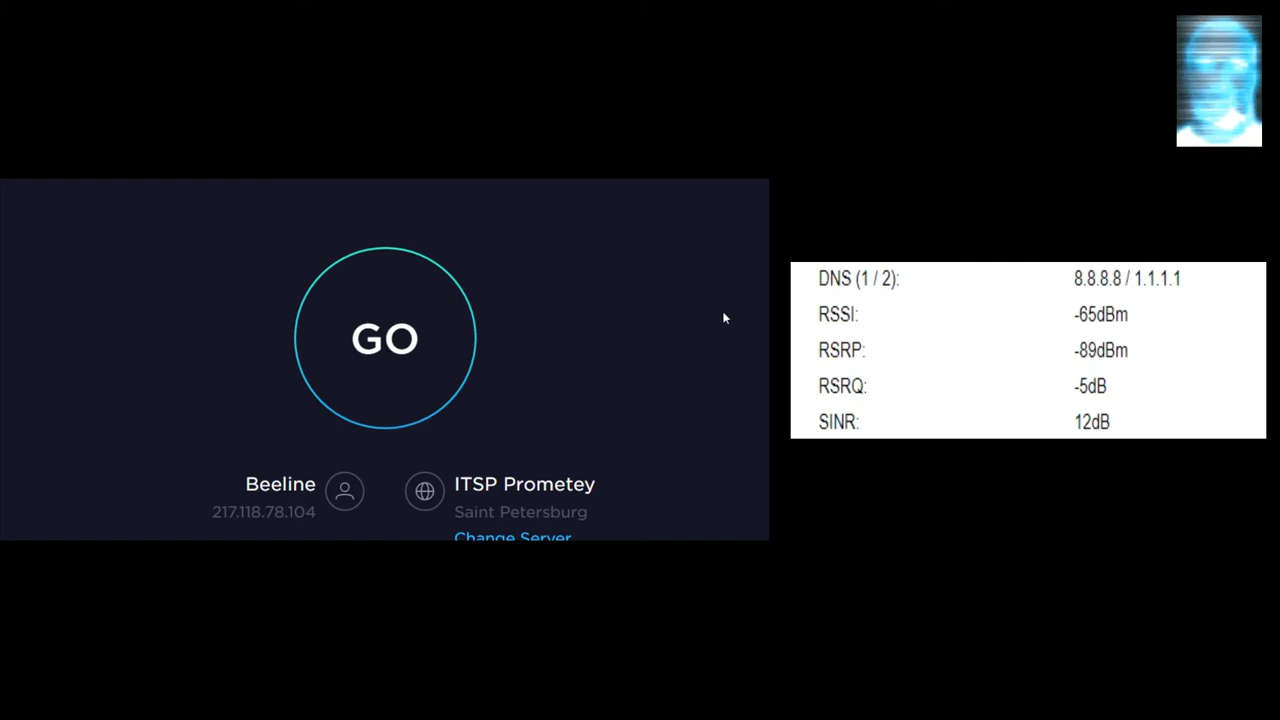 GO
Beeline
217.118.78.104
ITSP Prometey
Saint Petersburg
Change Server
DNS (1 / 2): 8.8.8.8 / 1.1.1.1
RSSI: -65dBm
RSRP: -89dBm
RSRQ: -5dB
SINR: 12dB